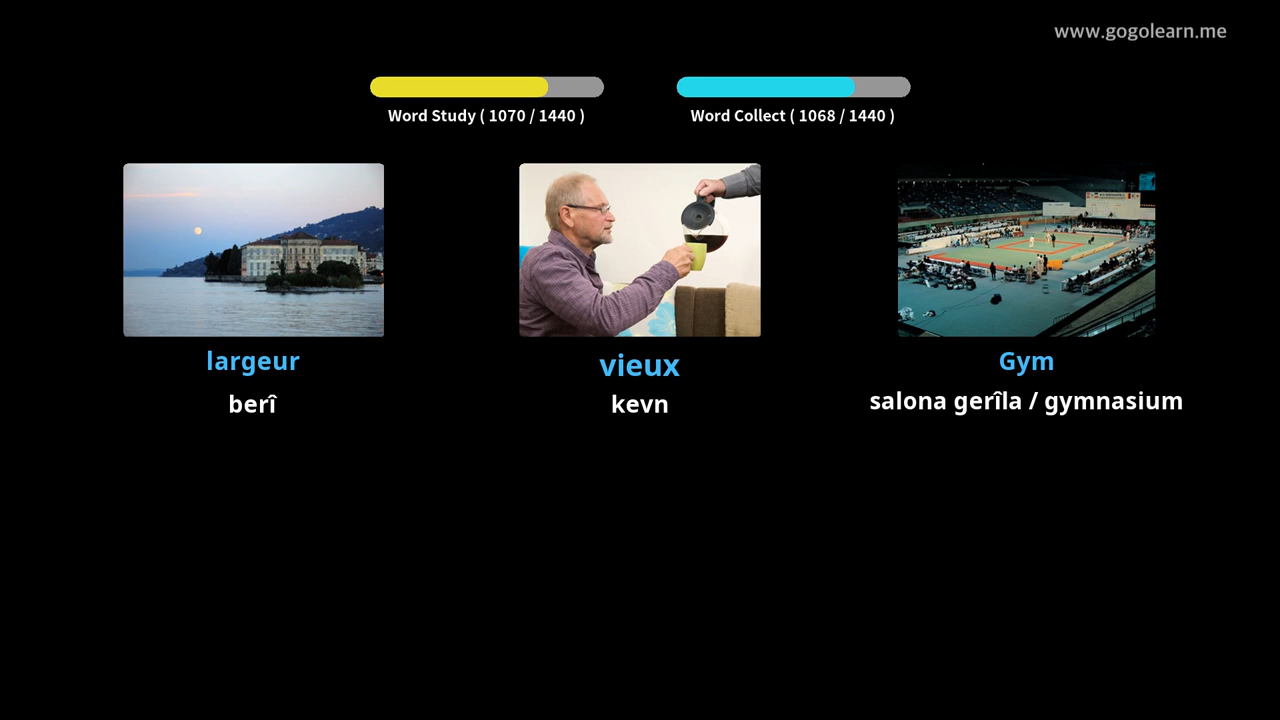 www.gogolearn.me
Word Study ( 1070 / 1440 )
Word Collect ( 1068 / 1440 )
largeur
vieux
Gym
berî
kevn
salona gerîla / gymnasium